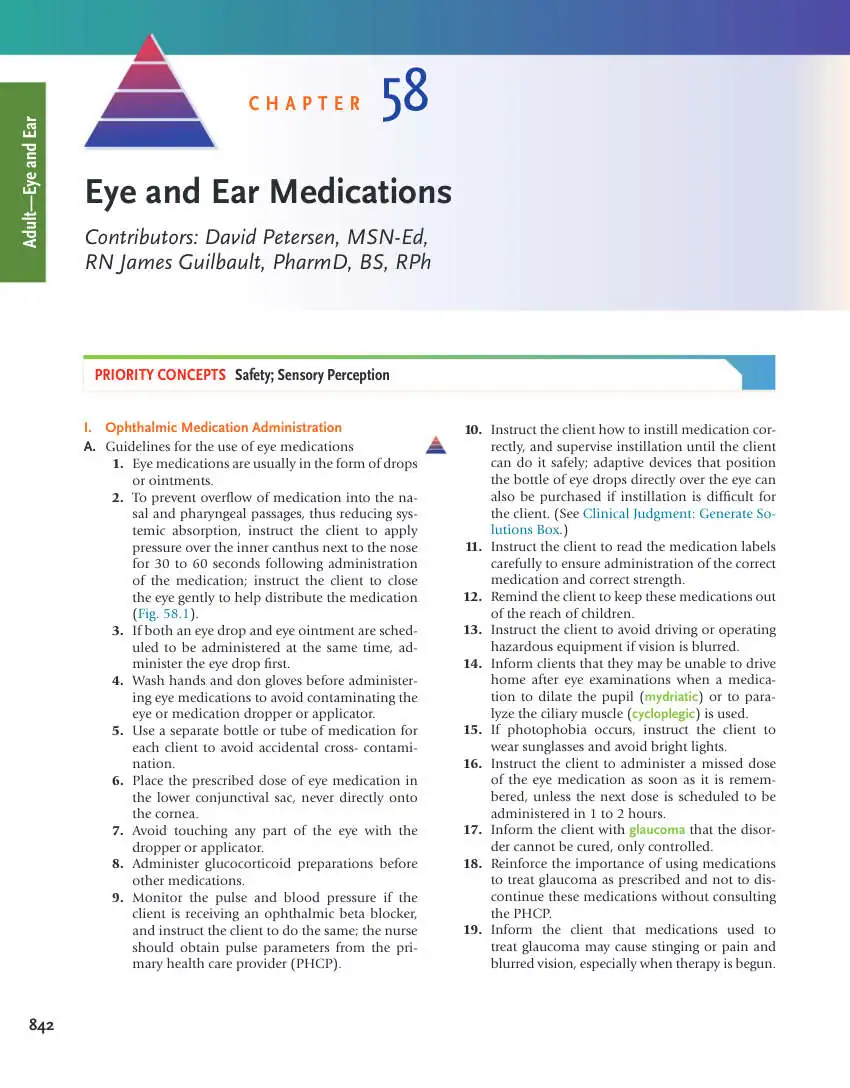 Adult—Eye and Ear
CHAPTER 58
Eye and Ear Medications
Contributors: David Petersen, MSN-Ed,
RN James Guilbault, PharmD, BS, RPh
PRIORITY CONCEPTS Safety; Sensory Perception
I. Ophthalmic Medication Administration
A. Guidelines for the use of eye medications
1. Eye medications are usually in the form of drops
or ointments.
2. To prevent overflow of medication into the na-
sal and pharyngeal passages, thus reducing sys-
temic absorption, instruct the client to apply
pressure over the inner canthus next to the nose
for 30 to 60 seconds following administration
of the medication; instruct the client to close
the eye gently to help distribute the medication
(Fig. 58.1).
3. If both an eye drop and eye ointment are sched-
uled to be administered at the same time, ad-
minister the eye drop first.
4. Wash hands and don gloves before administer-
ing eye medications to avoid contaminating the
eye or medication dropper or applicator.
5. Use a separate bottle or tube of medication for
each client to avoid accidental cross- contami-
nation.
6. Place the prescribed dose of eye medication in
the lower conjunctival sac, never directly onto
the cornea.
7. Avoid touching any part of the eye with the
dropper or applicator.
8. Administer glucocorticoid preparations before
other medications.
9. Monitor the pulse and blood pressure if the
client is receiving an ophthalmic beta blocker,
and instruct the client to do the same; the nurse
should obtain pulse parameters from the pri-
mary health care provider (PHCP).
10. Instruct the client how to instill medication cor-
rectly, and supervise instillation until the client
can do it safely; adaptive devices that position
the bottle of eye drops directly over the eye can
also be purchased if instillation is difficult for
the client. (See Clinical Judgment: Generate So-
lutions Box.)
11. Instruct the client to read the medication labels
carefully to ensure administration of the correct
medication and correct strength.
12. Remind the client to keep these medications out
of the reach of children.
13. Instruct the client to avoid driving or operating
hazardous equipment if vision is blurred.
14. Inform clients that they may be unable to drive
home after eye examinations when a medica-
tion to dilate the pupil (mydriatic) or to para-
lyze the ciliary muscle (cycloplegic) is used.
15. If photophobia occurs, instruct the client to
wear sunglasses and avoid bright lights.
16. Instruct the client to administer a missed dose
of the eye medication as soon as it is remem-
bered, unless the next dose is scheduled to be
administered in 1 to 2 hours.
17. Inform the client with glaucoma that the disor-
der cannot be cured, only controlled.
18. Reinforce the importance of using medications
to treat glaucoma as prescribed and not to dis-
continue these medications without consulting
the PHCP.
19. Inform the client that medications used to
treat glaucoma may cause stinging or pain and
blurred vision, especially when therapy is begun.
842